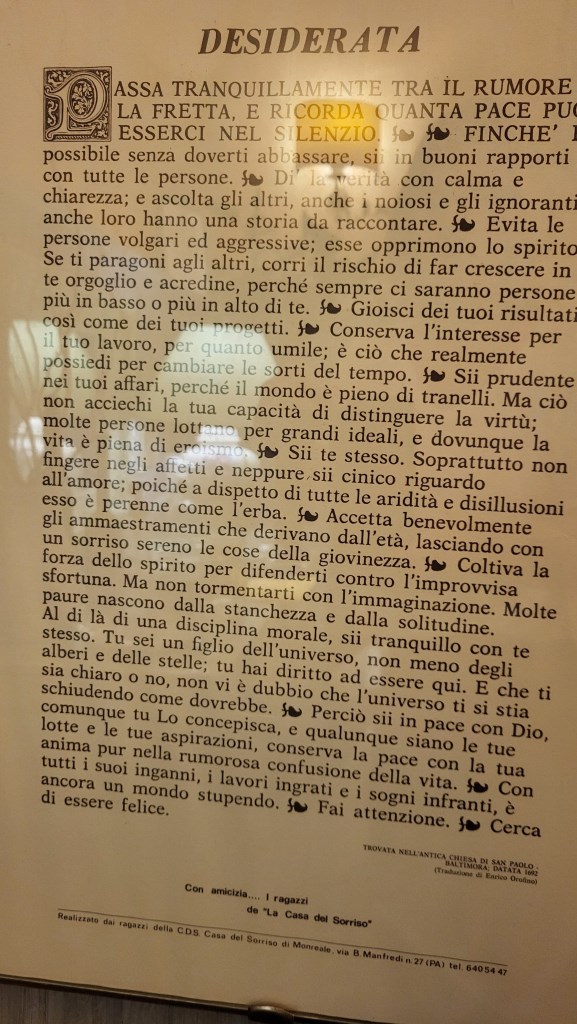 DESIDERATA
PASSA TRANQUILLAMENTE TRA IL RUMORE
LA FRETTA, E RICORDA QUANTA PACE PUO
ESSERCI NEL SILENZIO. FINCHE'
possibile senza doverti abbassare, sii in buoni rapporti
con tutte le persone. Di' la verità con calma e
chiarezza; e ascolta gli altri, anche i noiosi e gli ignoranti
anche loro hanno una storia da raccontare. Evita le
persone volgari ed aggressive; esse opprimono lo spirito
Se ti paragoni agli altri, corri il rischio di far crescere in
te orgoglio e acredine, perché sempre ci saranno persone
più in basso o più in alto di te. Gioisci dei tuoi risultati
così come dei tuoi progetti. Conserva l'interesse per
il tuo lavoro, per quanto umile; è ciò che realmente
possiedi per cambiare le sorti del tempo. Sii prudente
nei tuoi affari, perché il mondo è pieno di tranelli. Ma ciò
non acciechi la tua capacità di distinguere la virtù;
molte persone lottano per grandi ideali, e dovunque la
vita è piena di eroismo. Sii te stesso. Soprattutto non
fingere negli affetti e neppure sii cinico riguardo
all'amore; poiché a dispetto di tutte le aridità e disillusioni
esso è perenne come l'erba. Accetta benevolmente
gli ammaestramenti che derivano dall'età, lasciando con
un sorriso sereno le cose della giovinezza. Coltiva la
forza dello spirito per difenderti contro l'improvvisa
sfortuna. Ma non tormentarti con l'immaginazione. Molte
paure nascono dalla stanchezza e dalla solitudine.
Al di là di una disciplina morale, sii tranquillo con te
stesso. Tu sei un figlio dell'universo, non meno degli
alberi e delle stelle; tu hai diritto ad essere qui. E che ti
sia chiaro o no, non vi è dubbio che l'universo ti si stia
schiudendo come dovrebbe. Perciò sii in pace con Dio,
comunque tu Lo concepisca, e qualunque siano le tue
lotte e le tue aspirazioni, conserva la pace con la tua
anima pur nella rumorosa confusione della vita. Con
tutti i suoi inganni, i lavori ingrati e i sogni infranti, è
ancora un mondo stupendo. Fai attenzione. Cerca
di essere felice.
TROVATA NELL'ANTICA CHIESA DI SAN PAOLO -
BALTIMORA; DATATA 1692
(Traduzione di Enrico Orofino)
Con amicizia.... I ragazzi
de "La Casa del Sorriso"
Realizzato dai ragazzi della C.D.S. Casa del Sorriso di Monreale, via B. Manfredi n. 27 (PA) tel. 640 54 47